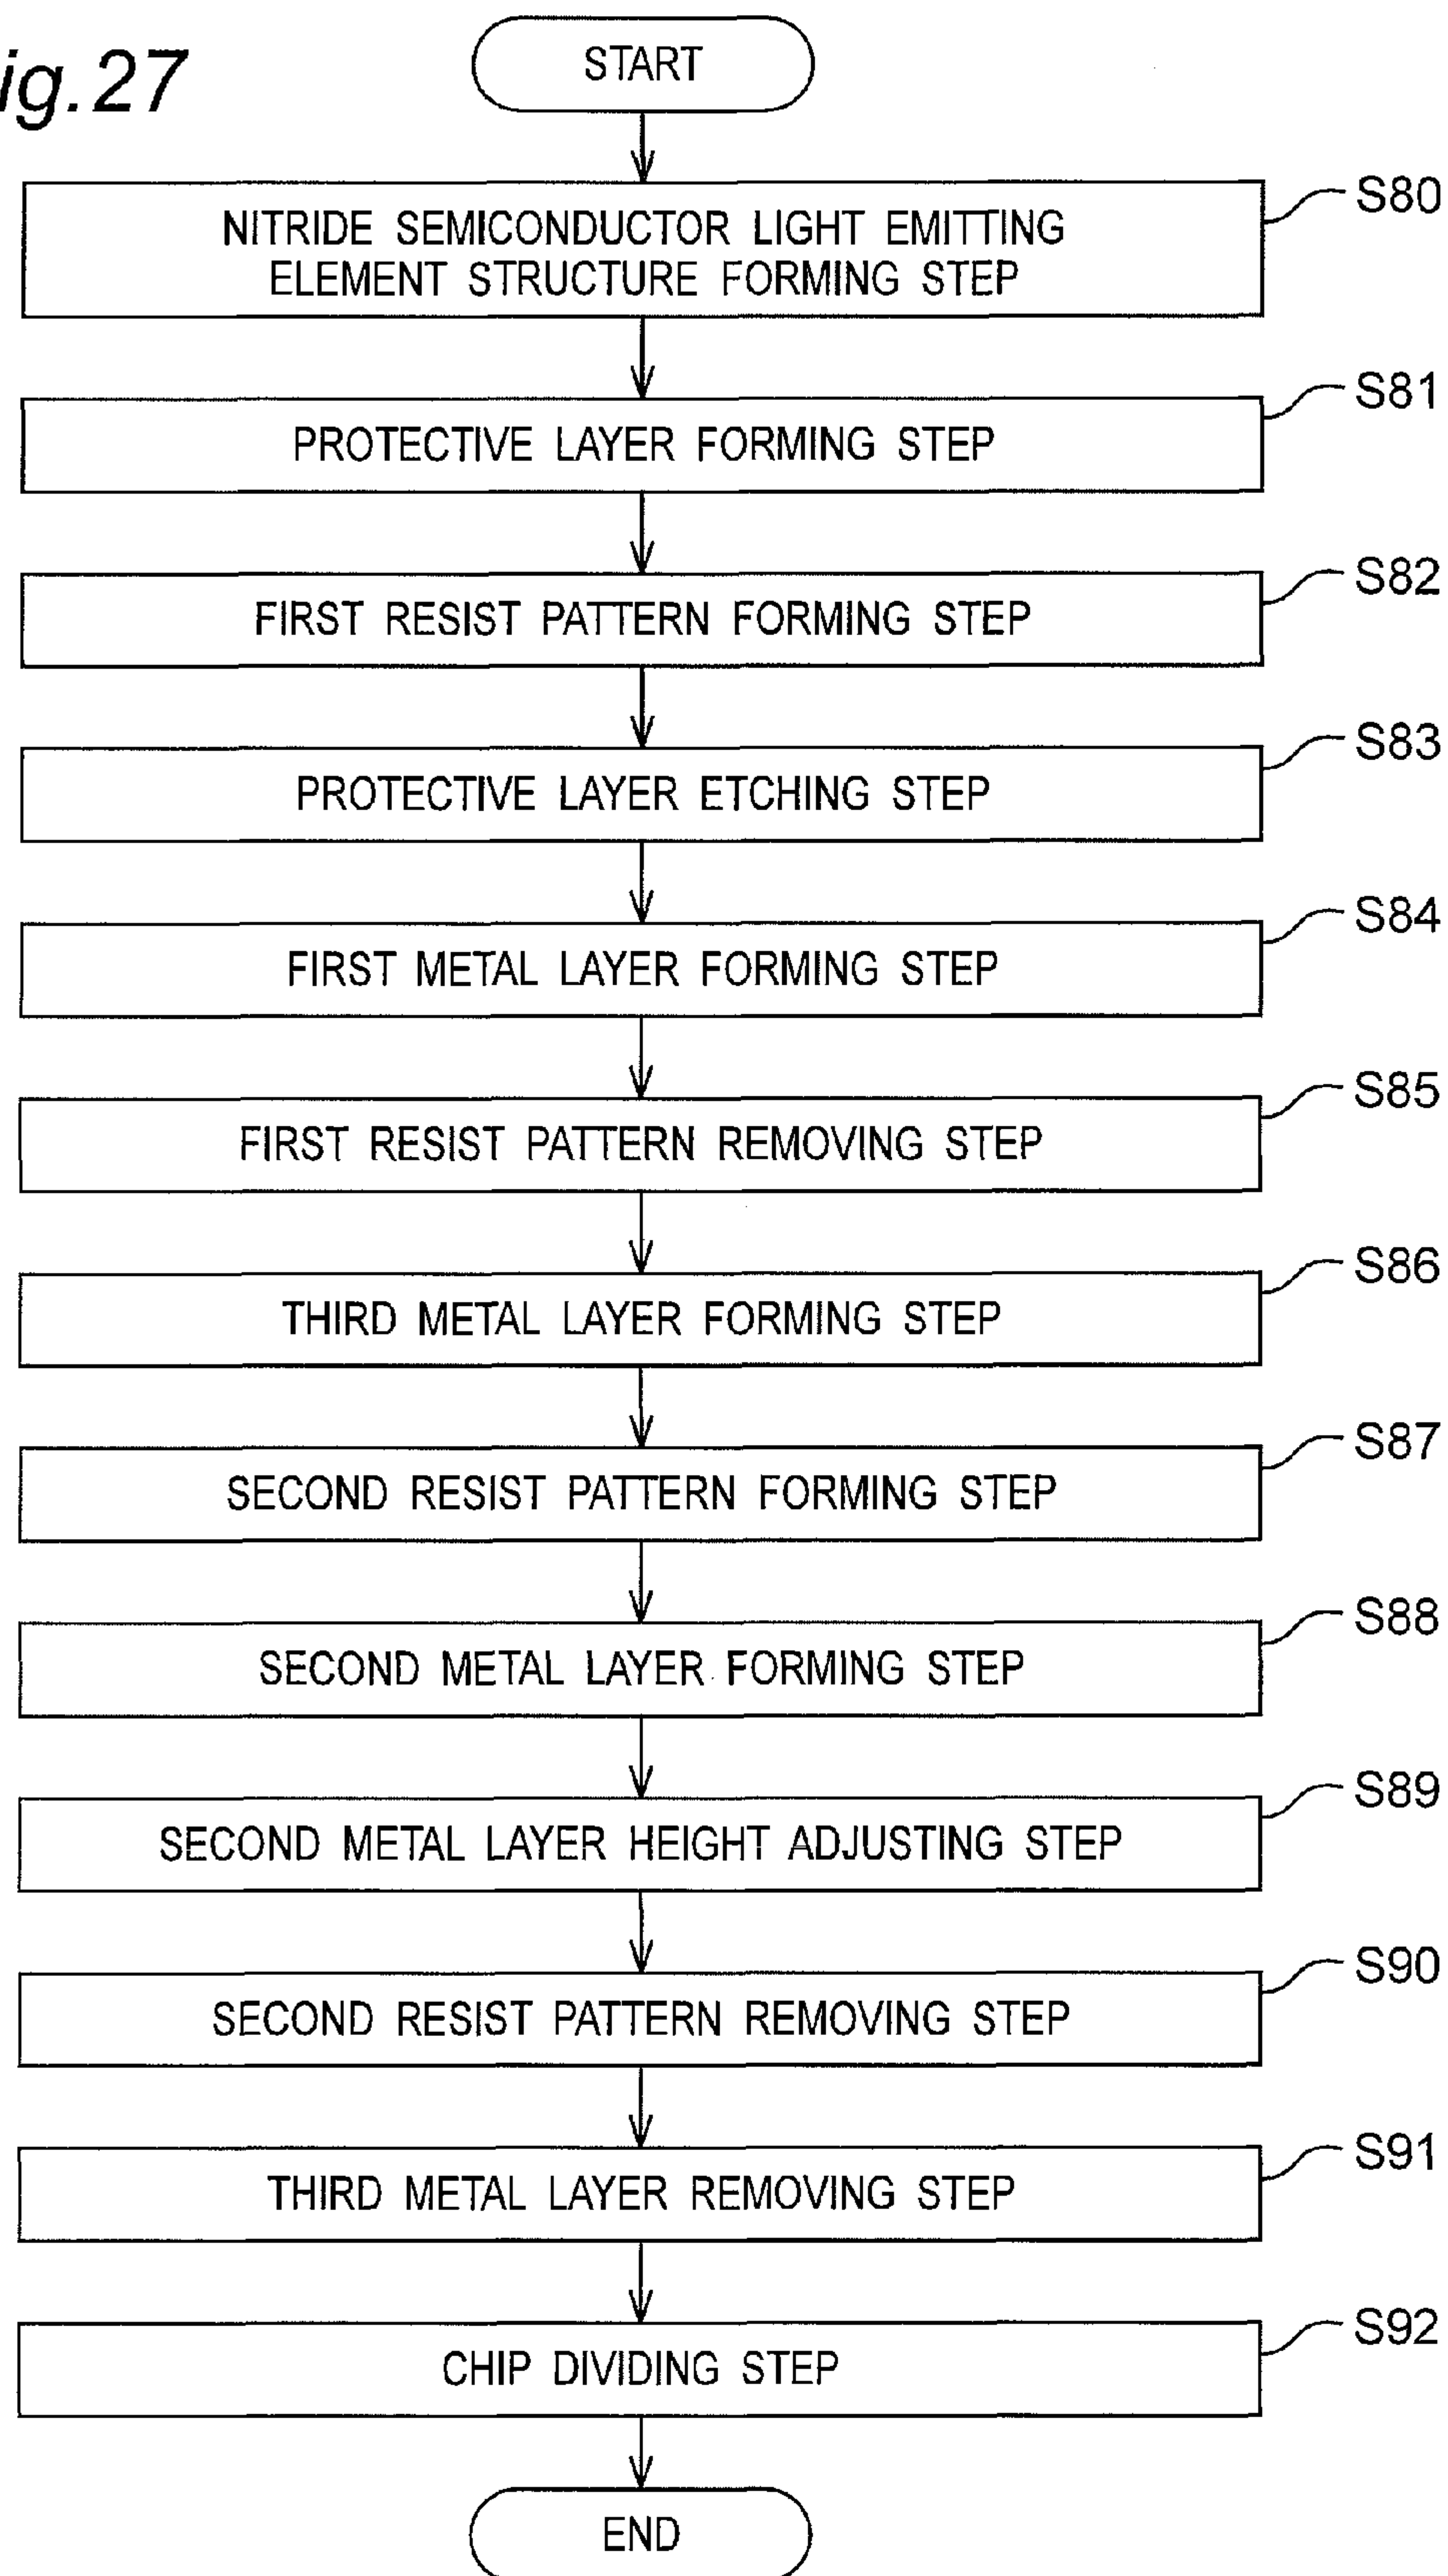 ig.27
START
NITRIDE SEMICONDUCTOR LIGHT EMITTING
ELEMENT STRUCTURE FORMING STEP
S80
PROTECTIVE LAYER FORMING STEP
S81
FIRST RESIST PATTERN FORMING STEP
S82
PROTECTIVE LAYER ETCHING STEP
S83
FIRST METAL LAYER FORMING STEP
S84
FIRST RESIST PATTERN REMOVING STEP
S85
THIRD METAL LAYER FORMING STEP
S86
SECOND RESIST PATTERN FORMING STEP
S87
SECOND METAL LAYER FORMING STEP
S88
SECOND METAL LAYER HEIGHT ADJUSTING STEP
S89
SECOND RESIST PATTERN REMOVING STEP
S90
THIRD METAL LAYER REMOVING STEP
S91
CHIP DIVIDING STEP
S92
END